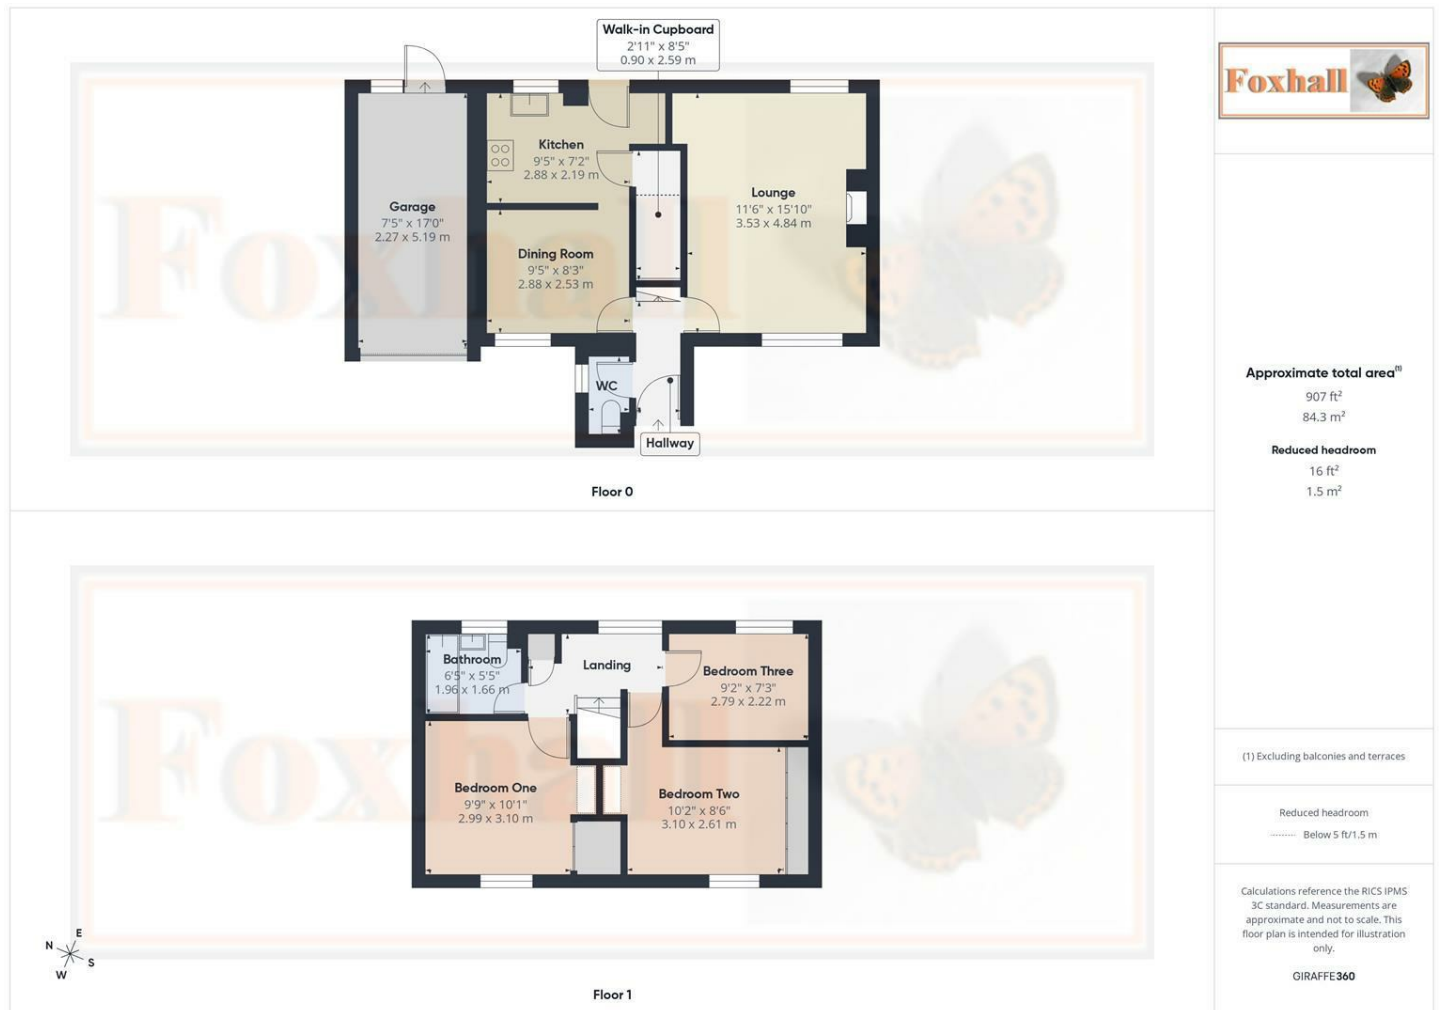 Walk-in Cupboard
2'11" x 8'5"
0.90 x 2.59 m
Kitchen
9'5" x 7'2"
2.88 x 2.19 m
Garage
7'5" x 17'0"
2.27 x 5.19 m
Lounge
11'6" x 15'10"
3.53 x 4.84 m
Dining Room
9'5" x 8'3"
2.88 x 2.53 m
WC
Hallway
Foxhall
Floor 0
Bathroom
6'5" x 5'5"
1.96 x 1.66 m
Landing
Bedroom Three
9'2" x 7'3"
2.79 x 2.22 m
Bedroom One
9'9" x 10'1"
2.99 x 3.10 m
Bedroom Two
10'2" x 8'6"
3.10 x 2.61 m
Foxhall
N
E
S
W
Floor 1
Foxhall
Approximate total area(1)
907 ft²
84.3 m²
Reduced headroom
16 ft²
1.5 m²
(1) Excluding balconies and terraces
Reduced headroom
Below 5 ft/1.5 m
Calculations reference the RICS IPMS
3C standard. Measurements are
approximate and not to scale. This
floor plan is intended for illustration
only.
GIRAFFE360